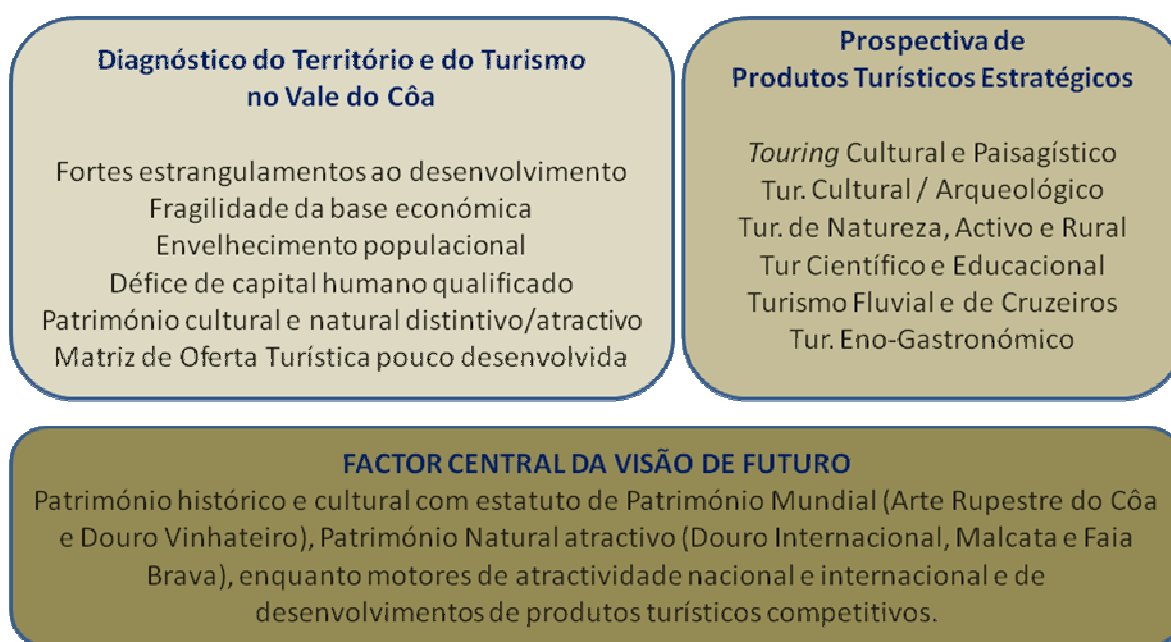 Diagnóstico do Território e do Turismo
no Vale do Côa
Fortes estrangulamentos ao desenvolvimento
Fragilidade da base económica
Envelhecimento populacional
Défice de capital humano qualificado
Património cultural e natural distintivo/atractivo
Matriz de Oferta Turística pouco desenvolvida
Prospectiva de
Produtos Turísticos Estratégicos
Touring Cultural e Paisagístico
Tur. Cultural / Arqueológico
Tur. de Natureza, Activo e Rural
Tur Científico e Educacional
Turismo Fluvial e de Cruzeiros
Tur. Eno-Gastronómico
FACTOR CENTRAL DA VISÃO DE FUTURO
Património histórico e cultural com estatuto de Património Mundial (Arte Rupestre do Côa
e Douro Vinhateiro), Património Natural atractivo (Douro Internacional, Malcata e Faia
Brava), enquanto motores de atractividade nacional e internacional e de
desenvolvimentos de produtos turísticos competitivos.